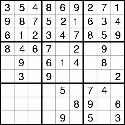 3 5 4 8 6 9 2 7 1
9 8 7 5 2 1 6 3 4
6 1 2 3 4 7 8 5 9
8 4 6 7 2 9
9 6 1 4 8
3 9 2
5 7 4
8 9 6
9 5 3